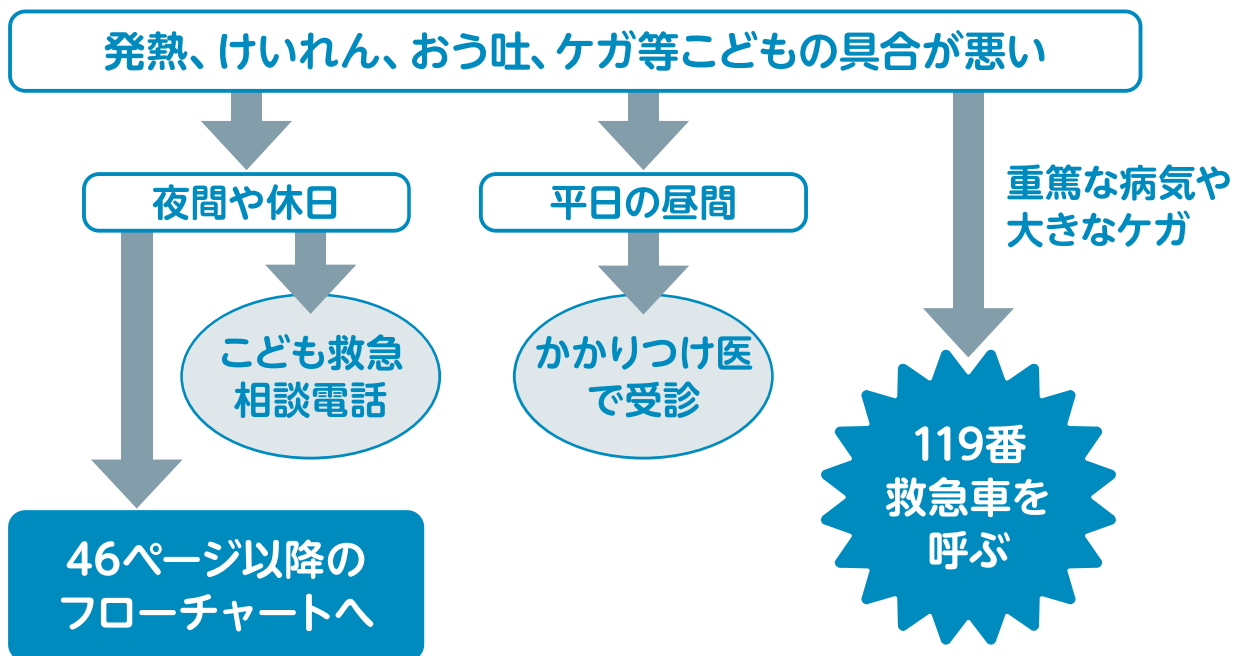 発熱、けいれん、おう吐、ケガ等こどもの具合が悪い
夜間や休日
平日の昼間
重篤な病気や
大きなケガ
こども救急
相談電話
かかりつけ医
で受診
119番
救急車を
呼ぶ
46ページ以降の
フローチャートへ